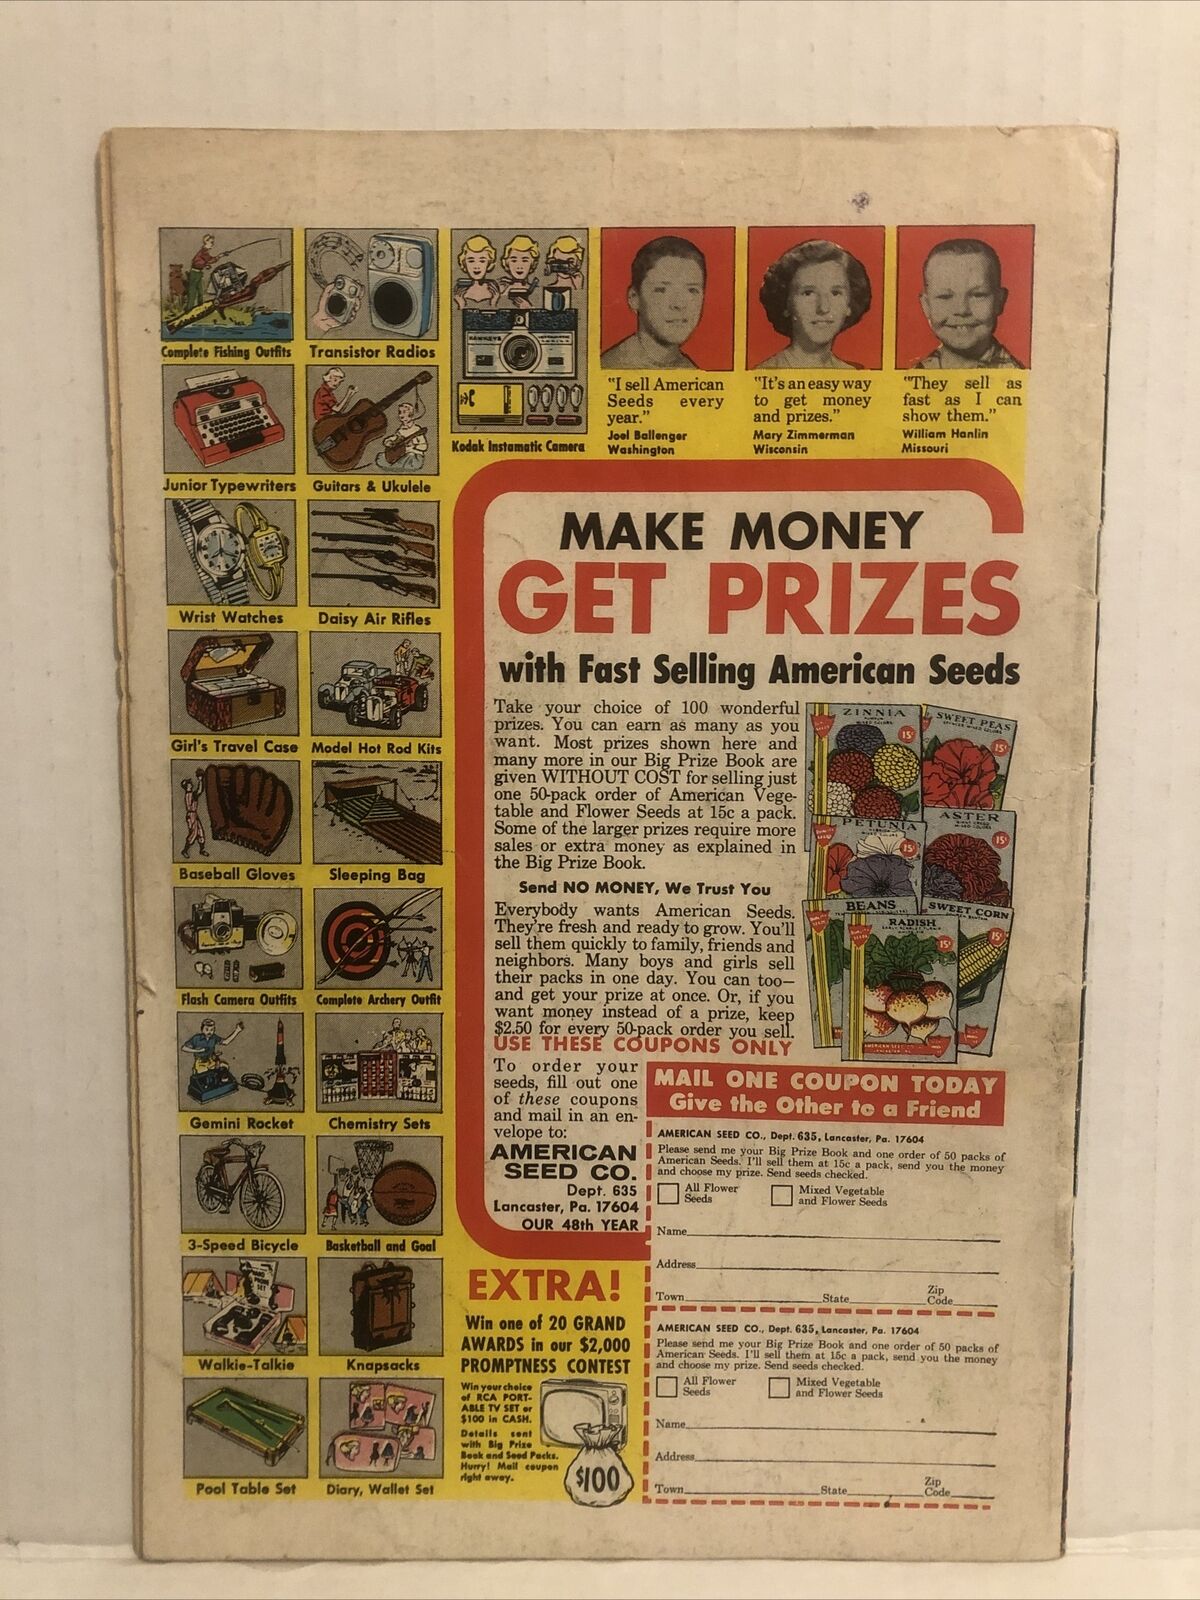 Complete Fishing Outfits
Transistor Radios
Junior Typewriters
Guitars & Ukulele
Wrist Watches
Daisy Air Rifles
Girl's Travel Case
Model Hot Rod Kits
Baseball Gloves
Sleeping Bag
Flash Camera Outfits
Complete Archery Outfit
Gemini Rocket
Chemistry Sets
3-Speed Bicycle
Basketball and Goal
Walkie-Talkie
Knapsacks
Pool Table Set
Diary, Wallet Set
Kodak Instamatic Camera
"I sell American
Seeds every
year."
Joel Ballenger
Washington
"It's an easy way
to get money
and prizes."
Mary Zimmerman
Wisconsin
"They sell as
fast as I can
show them."
William Hanlin
Missouri
MAKE MONEY
GET PRIZES
with Fast Selling American Seeds
Take your choice of 100 wonderful
prizes. You can earn as many as you
want. Most prizes shown here and
many more in our Big Prize Book are
given WITHOUT COST for selling just
one 50-pack order of American Vege-
table and Flower Seeds at 15c a pack.
Some of the larger prizes require more
sales or extra money as explained in
the Big Prize Book.
Send NO MONEY, We Trust You
Everybody wants American Seeds.
They're fresh and ready to grow. You'll
sell them quickly to family, friends and
neighbors. Many boys and girls sell
their packs in one day. You can too—
and get your prize at once. Or, if you
want money instead of a prize, keep
$2.50 for every 50-pack order you sell.
USE THESE COUPONS ONLY
To order your
seeds, fill out one
of these coupons
and mail in an en-
velope to:
AMERICAN
SEED CO.
Dept. 635
Lancaster, Pa. 17604
OUR 48th YEAR
ZINNIA
15¢
SWEET PEAS
15¢
PETUNIA
15¢
ASTER
MIXED COLORS
15¢
BEANS
SWEET CORN
15¢
RADISH
15¢
AMERICAN SEED CO.
MAIL ONE COUPON TODAY
Give the Other to a Friend
AMERICAN SEED CO., Dept. 635, Lancaster, Pa. 17604
Please send me your Big Prize Book and one order of 50 packs of
American Seeds. I'll sell them at 15c a pack, send you the money
and choose my prize. Send seeds checked.
All Flower
Seeds
Mixed Vegetable
and Flower Seeds
Name
Address
Town State Zip
Code
AMERICAN SEED CO., Dept. 635, Lancaster, Pa. 17604
Please send me your Big Prize Book and one order of 50 packs of
American Seeds. I'll sell them at 15c a pack, send you the money
and choose my prize. Send seeds checked.
All Flower
Seeds
Mixed Vegetable
and Flower Seeds
Name
Address
Town State Zip
Code
EXTRA!
Win one of 20 GRAND
AWARDS in our $2,000
PROMPTNESS CONTEST
Win your choice
of RCA PORT-
ABLE TV SET or
$100 in CASH.
Details sent
with Big Prize
Book and Seed Packs.
Hurry! Mail coupon
right away.
$100